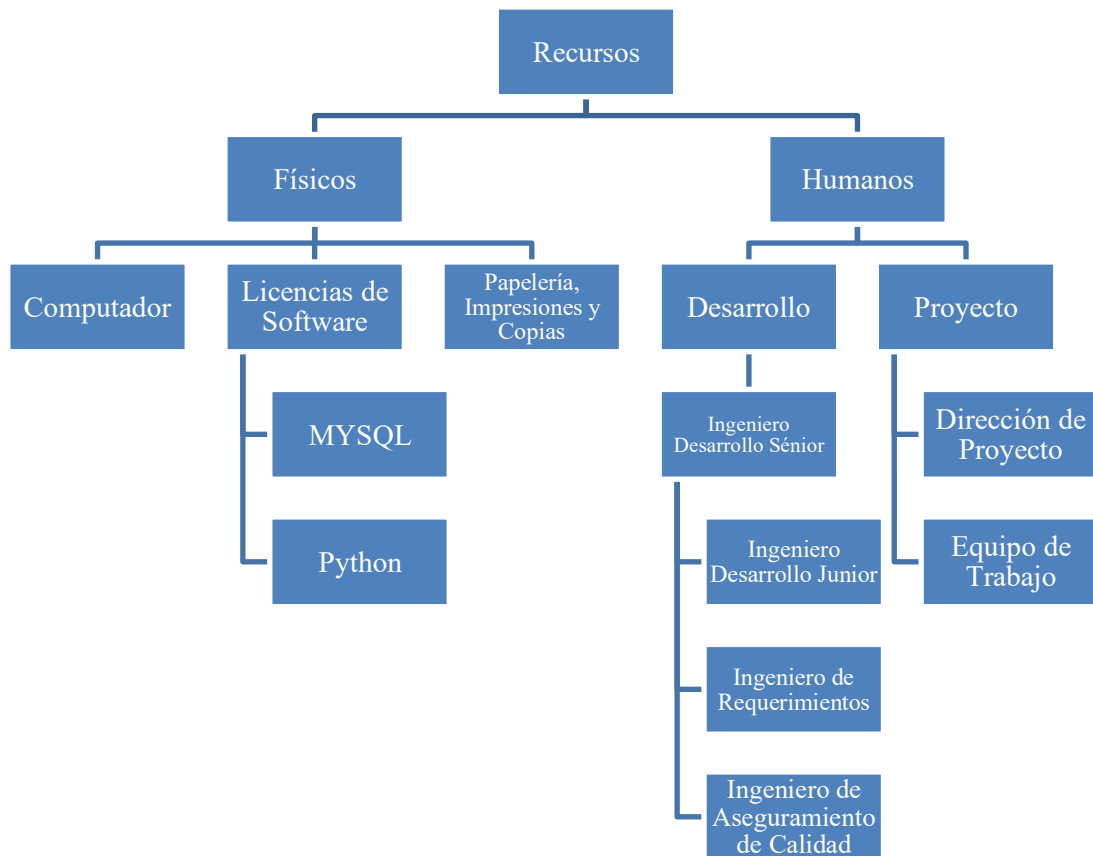 Recursos
Físicos
Humanos
Computador
Licencias de
Software
Papelería,
Impresiones y
Copias
Desarrollo
Proyecto
MYSQL
Python
Ingeniero
Desarrollo Sénior
Ingeniero
Desarrollo Junior
Ingeniero de
Requerimientos
Ingeniero de
Aseguramiento
de Calidad
Dirección de
Proyecto
Equipo de
Trabajo